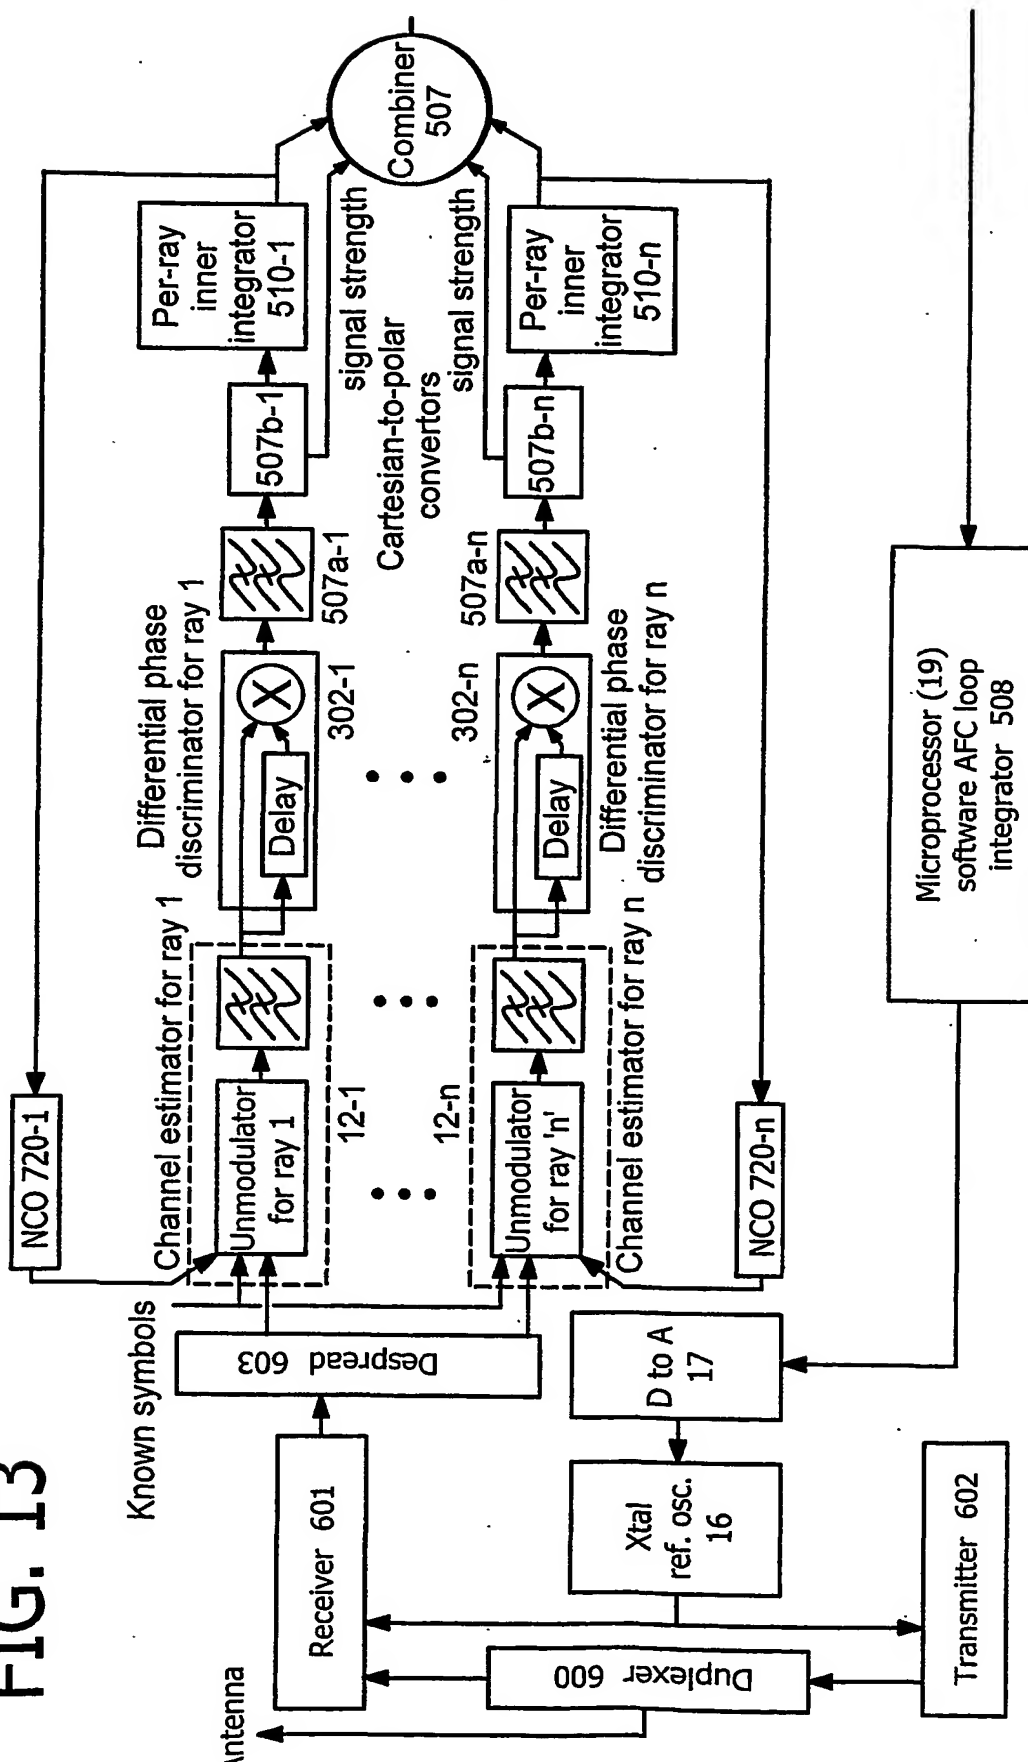 FIG. 13
Antenna
Known symbols
Receiver 601
Duplexer 600
Transmitter 602
Xtal
ref. osc.
16
D to A
17
Despread 603
NCO 720-1
Channel estimator for ray 1
Unmodulator
for ray 1
12-1
12-n
Unmodulator
for ray 'n'
Channel estimator for ray n
NCO 720-n
Differential phase
discriminator for ray 1
Delay
X
302-1
302-n
Delay
X
Differential phase
discriminator for ray n
507a-1
507a-n
507b-1
507b-n
Cartesian-to-polar
convertors
signal strength
signal strength
Per-ray
inner
integrator
510-1
Per-ray
inner
integrator
510-n
Combiner
507
Microprocessor (19)
software AFC loop
integrator 508